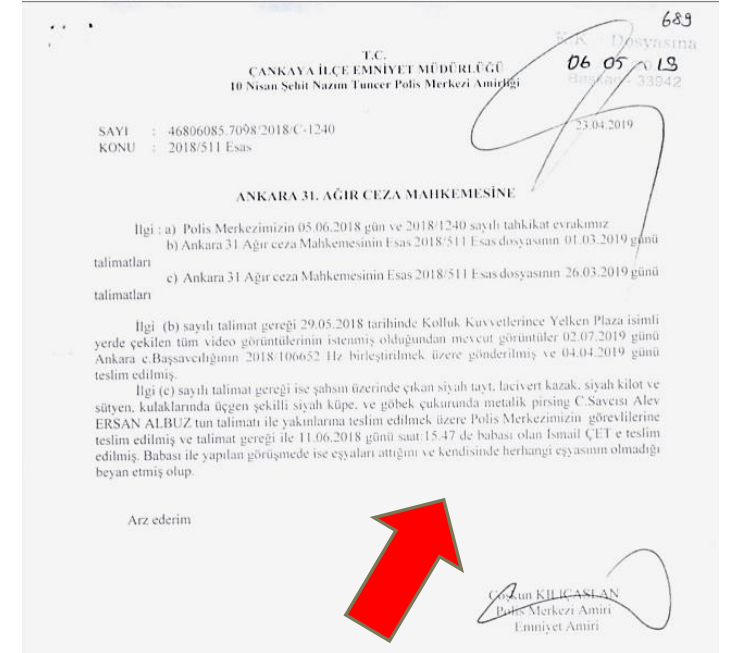 689
K.K - Dosyasına
06 05 19
Başkan - 33942
T.C.
ÇANKAYA İLÇE EMNİYET MÜDÜRLÜĞÜ
10 Nisan Şehit Nazım Tuncer Polis Merkezi Amirliği
SAYI : 46806085.7098/2018/C-1240
23.04.2019
KONU : 2018/511 Esas
ANKARA 31. AĞIR CEZA MAHKEMESİNE
İlgi : a) Polis Merkezimizin 05.06.2018 gün ve 2018/1240 sayılı tahkikat evrakımız
b) Ankara 31 Ağır ceza Mahkemesinin Esas 2018/511 Esas dosyasının 01.03.2019 günü
talimatları
c) Ankara 31 Ağır ceza Mahkemesinin Esas 2018/511 Esas dosyasının 26.03.2019 günü
talimatları
İlgi (b) sayılı talimat gereği 29.05.2018 tarihinde Kolluk Kuvvetlerince Yelken Plaza isimli
yerde çekilen tüm video görüntülerinin istenmiş olduğundan mevcut görüntüler 02.07.2019 günü
Ankara c.Başsavcılığının 2018/106652 Hz birleştirilmek üzere gönderilmiş ve 04.04.2019 günü
teslim edilmiş.
İlgi (c) sayılı talimat gereği ise şahsın üzerinde çıkan siyah tayt, lacivert kazak, siyah kilot ve
sütyen, kulaklarında üçgen şekilli siyah küpe, ve göbek çukurunda metalik pirsing C.Savcısı Alev
ERSAN ALBUZ tun talimatı ile yakınlarına teslim edilmek üzere Polis Merkezimizin görevlilerine
teslim edilmiş ve talimat gereği ile 11.06.2018 günü saat:15.47 de babası olan İsmail ÇET e teslim
edilmiş. Babası ile yapılan görüşmede ise eşyaları attığını ve kendisinde herhangi eşyasının olmadığı
beyan etmiş olup.
Arz ederim
Coşkun KILIÇASLAN
Polis Merkezi Amiri
Emniyet Amiri